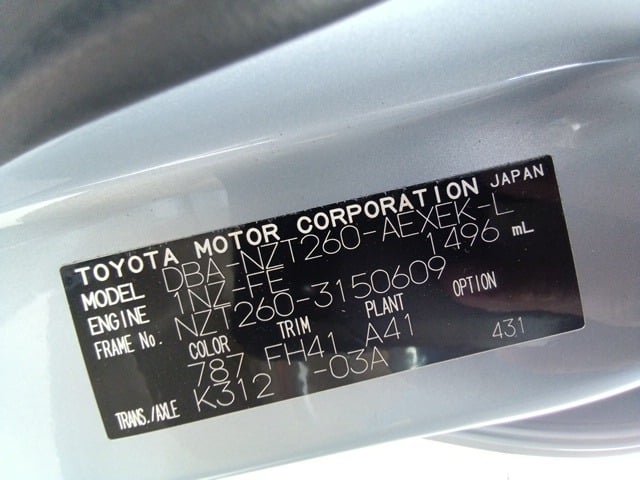 TOYOTA MOTOR CORPORATION JAPAN
MODEL DBA-NZT260-AEXEK-L
ENGINE 1NZ-FE 1496 mL
FRAME No. NZT260-3150609
COLOR TRIM PLANT OPTION
787 FH41 A41 431
TRANS./AXLE K312 -03A